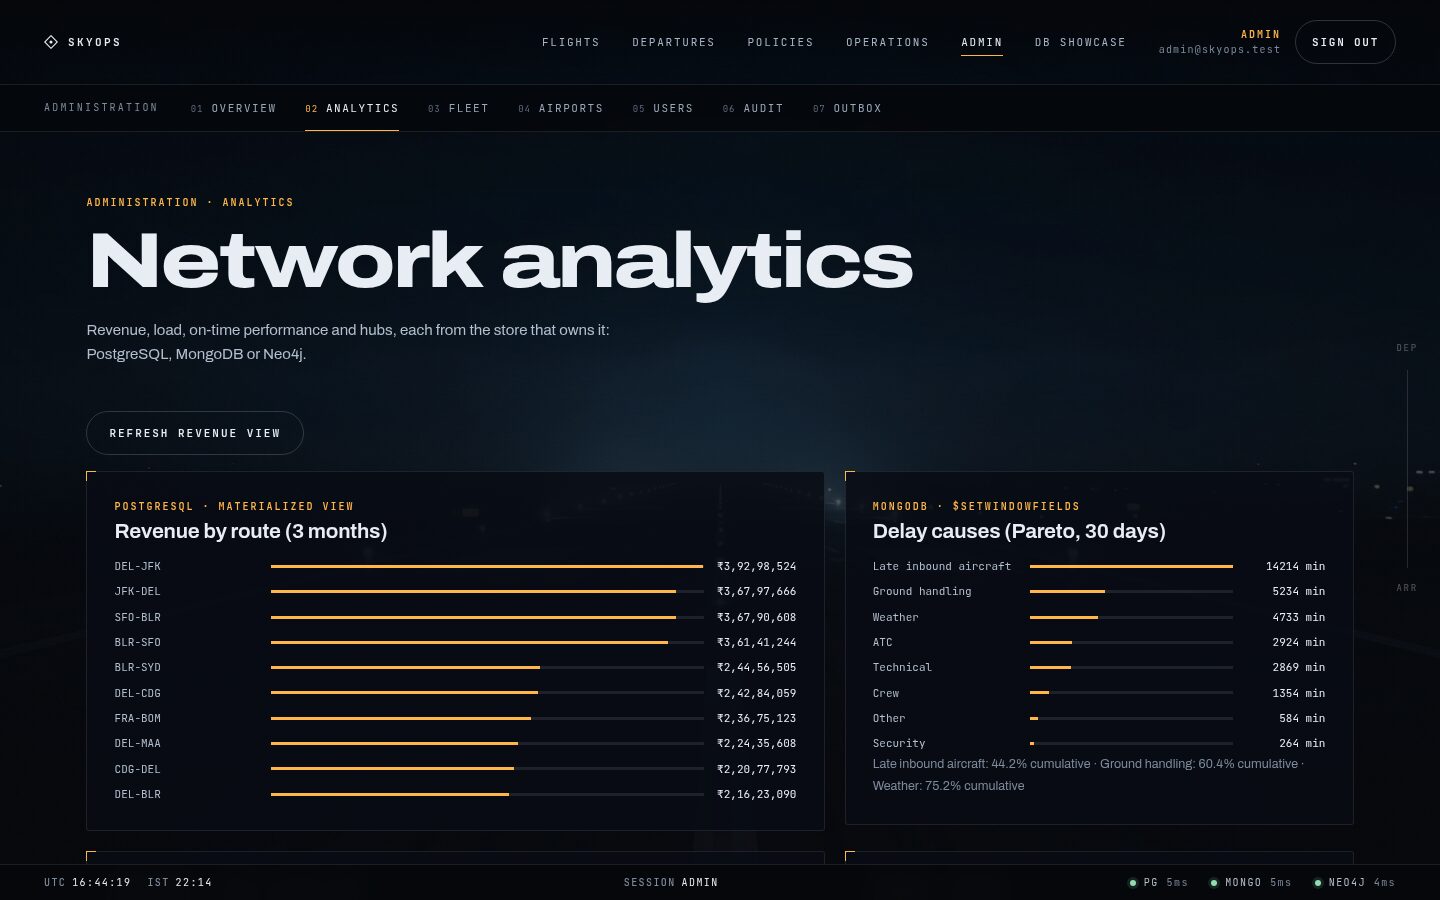 SKYOPS
FLIGHTS DEPARTURES POLICIES OPERATIONS ADMIN DB SHOWCASE
ADMIN
admin@skyops.test
SIGN OUT
ADMINISTRATION 01 OVERVIEW 02 ANALYTICS 03 FLEET 04 AIRPORTS 05 USERS 06 AUDIT 07 OUTBOX
ADMINISTRATION · ANALYTICS
Network analytics
Revenue, load, on-time performance and hubs, each from the store that owns it:
PostgreSQL, MongoDB or Neo4j.
DEP
ARR
REFRESH REVENUE VIEW
POSTGRESQL · MATERIALIZED VIEW
Revenue by route (3 months)
DEL-JFK ₹3,92,98,524
JFK-DEL ₹3,67,97,666
SFO-BLR ₹3,67,90,608
BLR-SFO ₹3,61,41,244
BLR-SYD ₹2,44,56,505
DEL-CDG ₹2,42,84,059
FRA-BOM ₹2,36,75,123
DEL-MAA ₹2,24,35,608
CDG-DEL ₹2,20,77,793
DEL-BLR ₹2,16,23,090
MONGODB · $SETWINDOWFIELDS
Delay causes (Pareto, 30 days)
Late inbound aircraft 14214 min
Ground handling 5234 min
Weather 4733 min
ATC 2924 min
Technical 2869 min
Crew 1354 min
Other 584 min
Security 264 min
Late inbound aircraft: 44.2% cumulative · Ground handling: 60.4% cumulative ·
Weather: 75.2% cumulative
UTC 16:44:19 IST 22:14
SESSION ADMIN
PG 5ms MONGO 5ms NEO4J 4ms